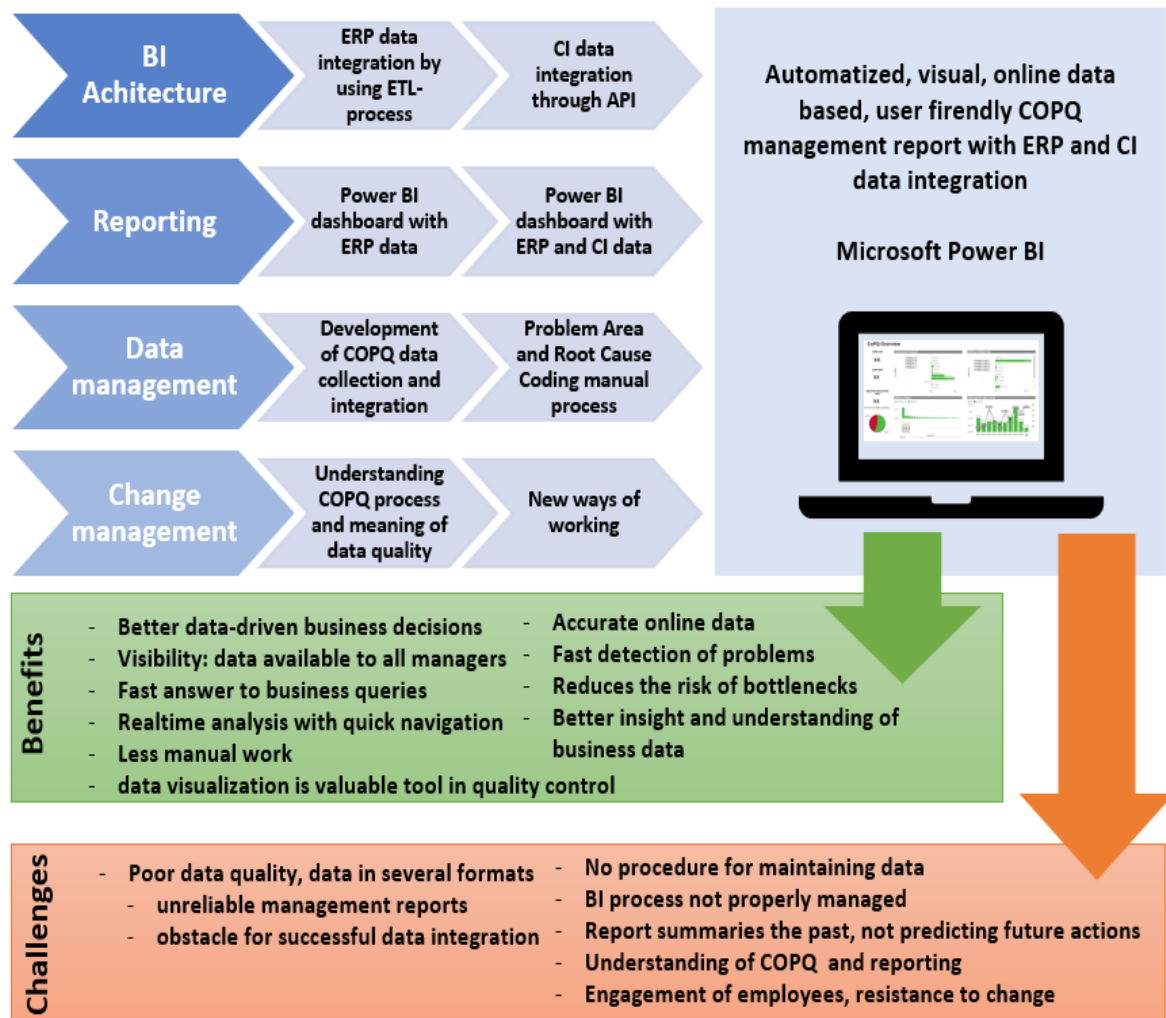 BI
Achitecture
ERP data
integration by
using ETL-
process
CI data
integration
through API
Reporting
Power BI
dashboard with
ERP data
Power BI
dashboard with
ERP and CI data
Data
management
Development
of COPQ data
collection and
integration
Problem Area
and Root Cause
Coding manual
process
Change
management
Understanding
COPQ process
and meaning of
data quality
New ways of
working
Automatized, visual, online data
based, user firendly COPQ
management report with ERP and CI
data integration
Microsoft Power BI
CoPQ Overview
Benefits
- Better data-driven business decisions
- Visibility: data available to all managers
- Fast answer to business queries
- Realtime analysis with quick navigation
- Less manual work
- data visualization is valuable tool in quality control
- Accurate online data
- Fast detection of problems
- Reduces the risk of bottlenecks
- Better insight and understanding of
business data
Challenges
- Poor data quality, data in several formats
- unreliable management reports
- obstacle for successful data integration
- No procedure for maintaining data
- BI process not properly managed
- Report summaries the past, not predicting future actions
- Understanding of COPQ and reporting
- Engagement of employees, resistance to change